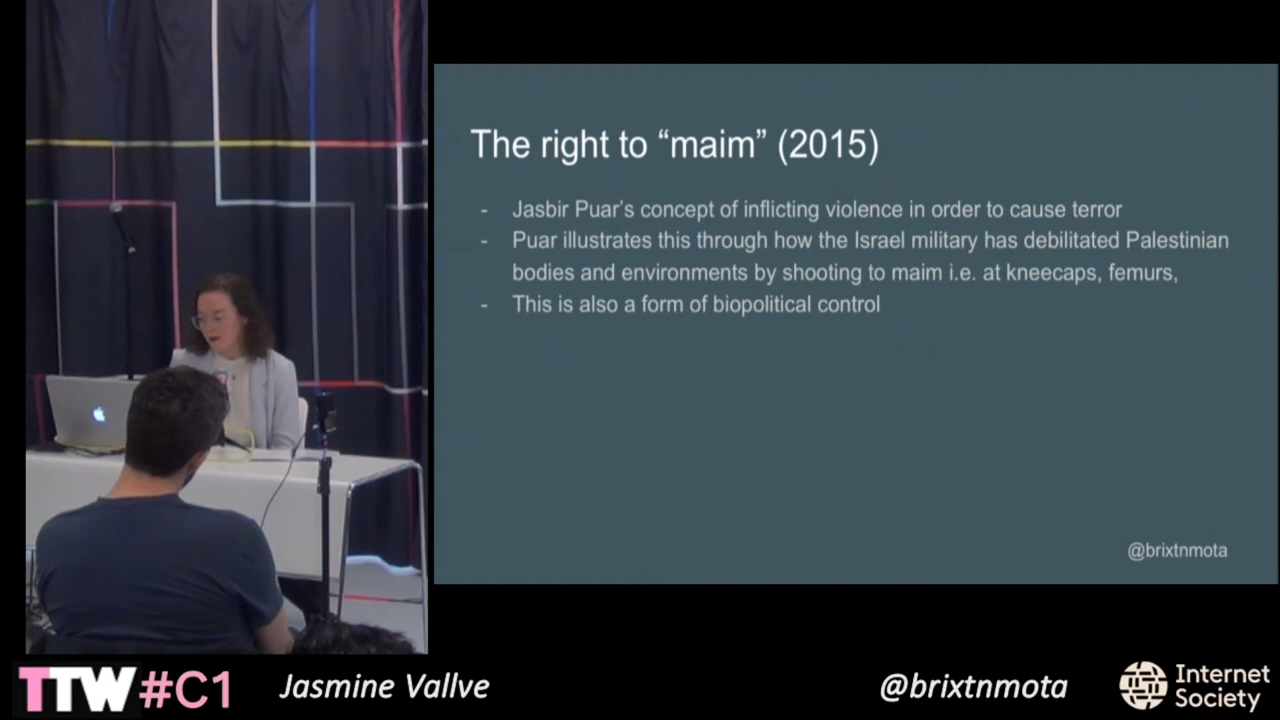 The right to “maim” (2015)
- Jasbir Puar’s concept of inflicting violence in order to cause terror
- Puar illustrates this through how the Israel military has debilitated Palestinian
bodies and environments by shooting to maim i.e. at kneecaps, femurs,
- This is also a form of biopolitical control
@brixtnmota
TTW#C1
Jasmine Vallve
@brixtnmota
Internet
Society